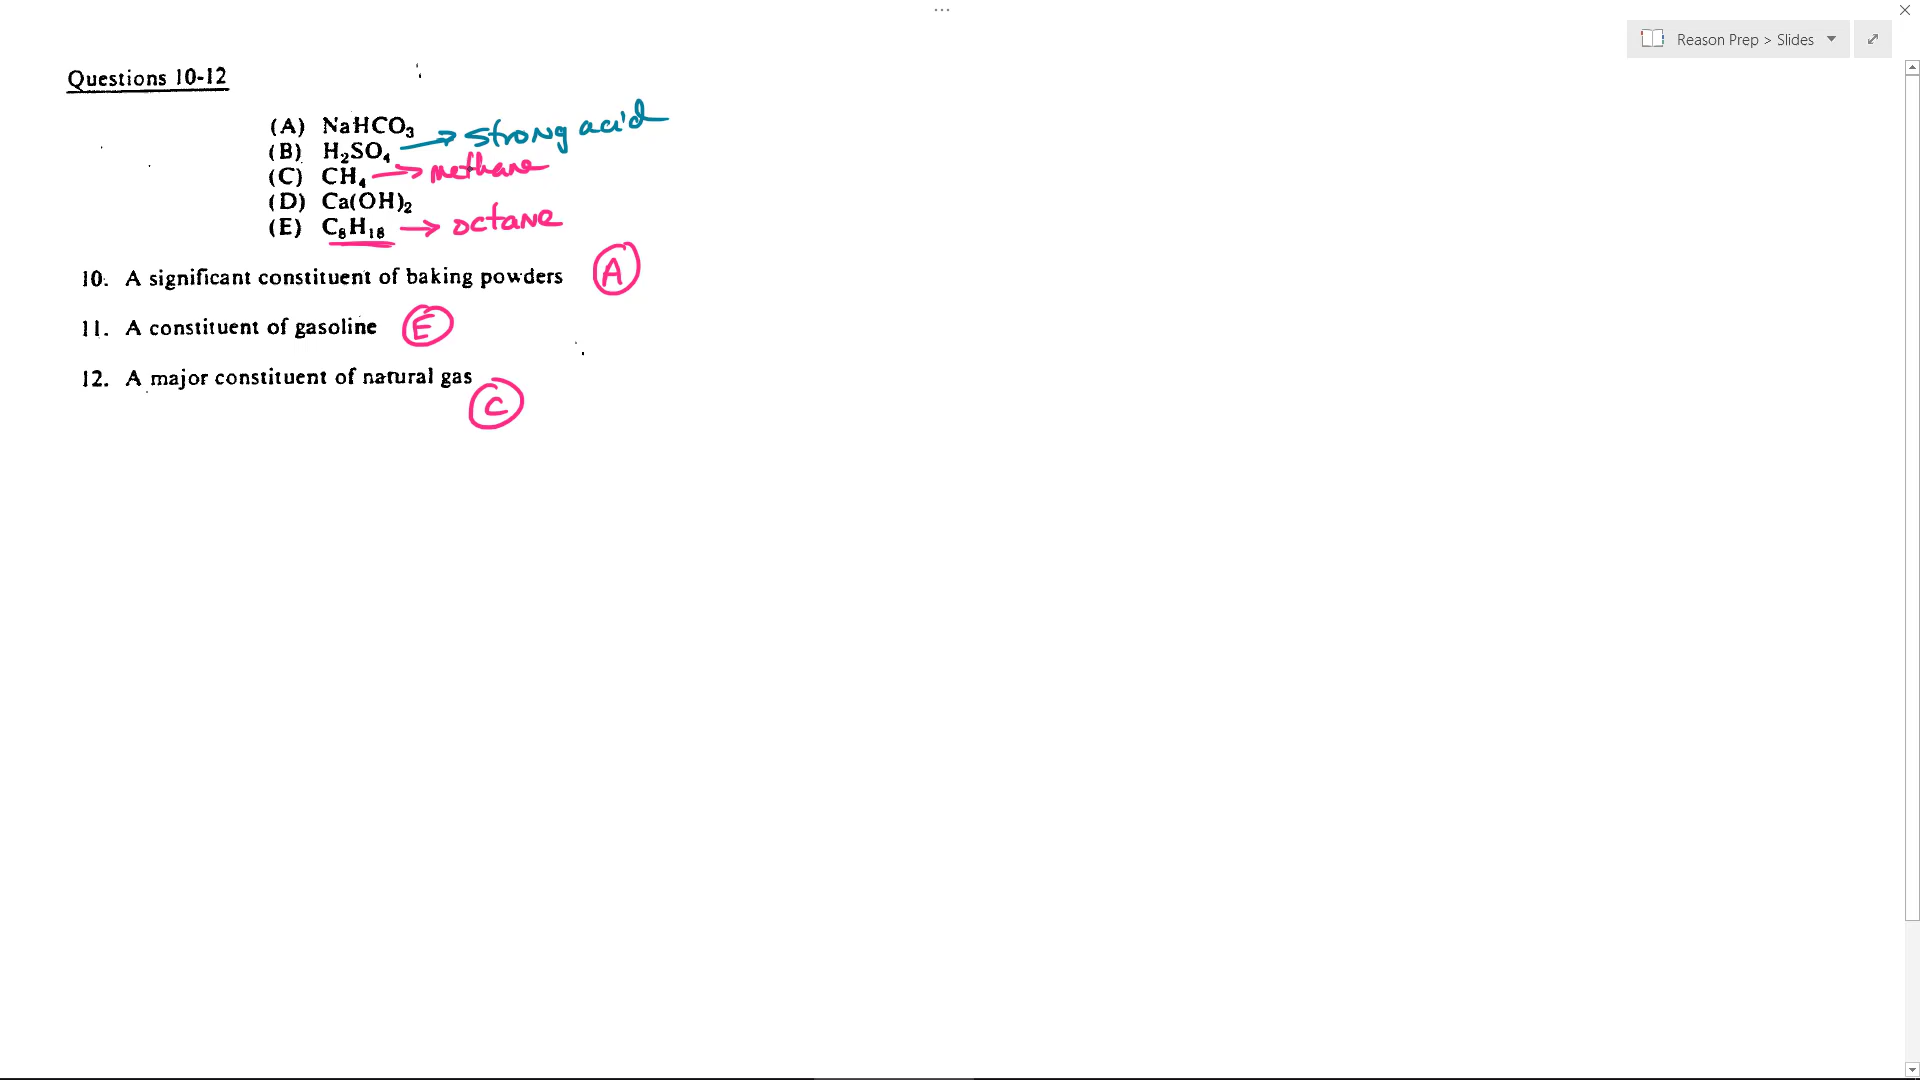 Reason Prep > Slides
Questions 10-12
(A) NaHCO₃
(B) H₂SO₄ → strong acid
(C) CH₄ → methane
(D) Ca(OH)₂
(E) C₈H₁₈ → octane
10. A significant constituent of baking powders A
11. A constituent of gasoline E
12. A major constituent of natural gas
C